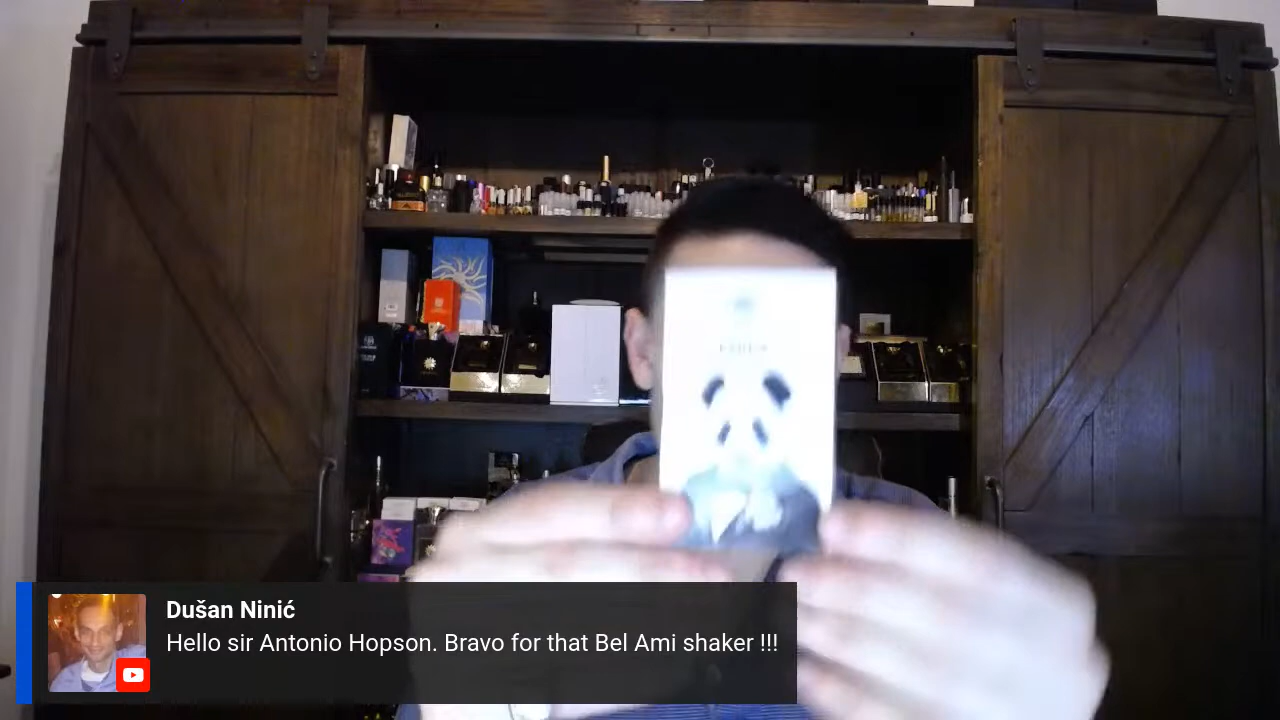 Dušan Ninić
Hello sir Antonio Hopson. Bravo for that Bel Ami shaker !!!